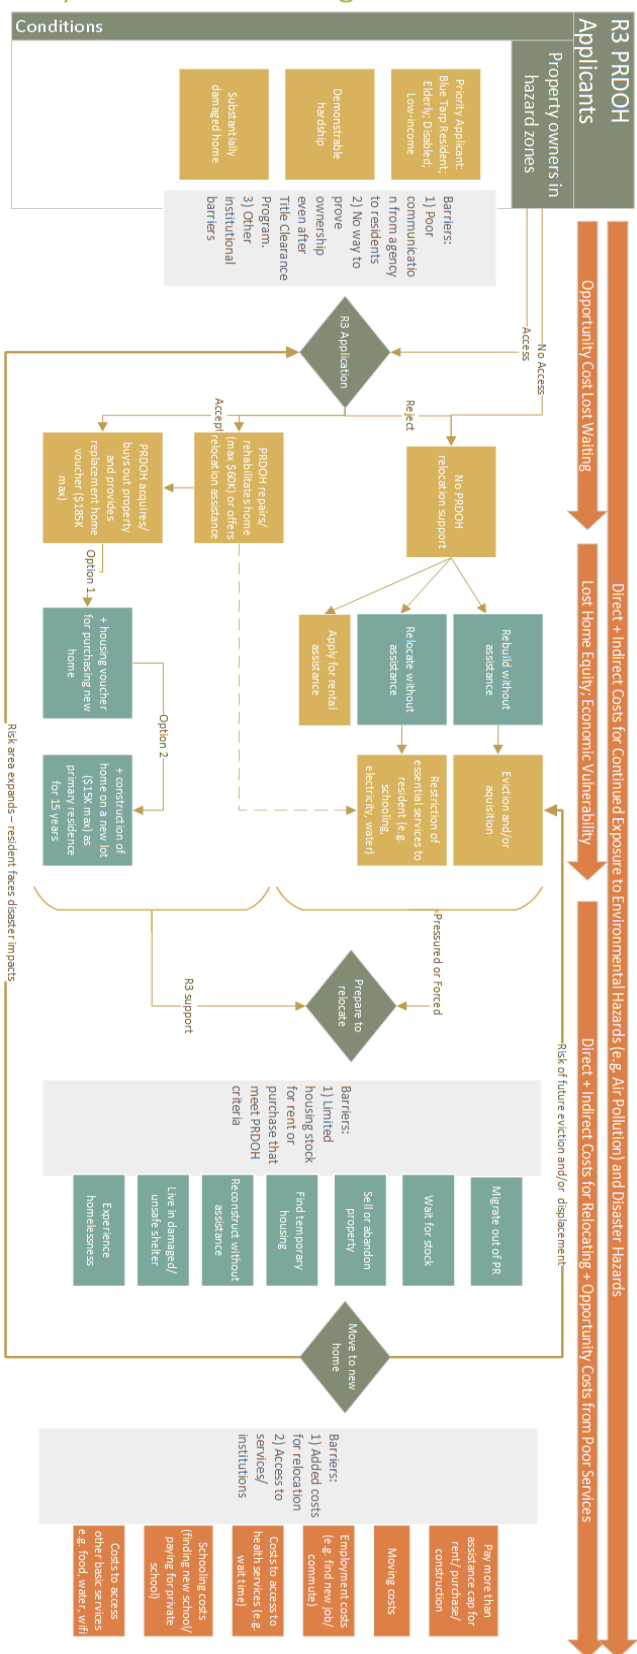 R3 PRDOH
Applicants
Conditions
Property owners in
hazard zones
Priority Applicant:
Blue Tarp Resident;
Elderly; Disabled;
Low-income
Demonstrable
hardship
Substantially
damaged home
Barriers:
1) Poor
communicatio
n from agency
to residents
2) No way to
prove
ownership
even after
Title Clearance
Program.
3) Other
institutional
barriers
Direct + Indirect Costs for Continued Exposure to Environmental Hazards (e.g. Air Pollution) and Disaster Hazards
Opportunity Cost Lost Waiting
Lost Home Equity; Economic Vulnerability
Direct + Indirect Costs for Relocating + Opportunity Costs from Poor Services
No Access
Access
R3 Application
Reject
Accept
No PRDOH
relocation support
PRDOH repairs/
rehabilitates home
(max $60K) or offers
relocation assistance
PRDOH acquires/
buys out property
and provides
replacement home
voucher ($185K
max)
Option 1
Option 2
Rebuild without
assistance
Relocate without
assistance
Apply for rental
assistance
+ housing voucher
for purchasing new
home
Eviction and/or
aquisition
Restriction of
essential services to
resident (e.g.
schooling,
electricity, water)
+ construction of
home on a new lot
($15K max) as
primary residence
for 15 years
Pressured or Forced
R3 support
Prepare to
relocate
Risk of future eviction and/or displacement
Risk area expands – resident faces disaster impacts
Barriers:
1) Limited
housing stock
for rent or
purchase that
meet PRDOH
criteria
Migrate out of PR
Wait for stock
Sell or abandon
property
Find temporary
housing
Reconstruct without
assistance
Live in damaged/
unsafe shelter
Experience
homelessness
Move to new
home
Barriers:
1) Added costs
for relocation
2) Access to
services/
institutions
Pay more than
assistance cap for
rent/ purchase/
construction
Moving costs
Employment costs
(e.g. find new job/
commute)
Costs to access to
health services (e.g.
wait time)
Schooling costs
(finding new school/
paying for private
school)
Costs to access
other basic services
e.g. food, water, wifi